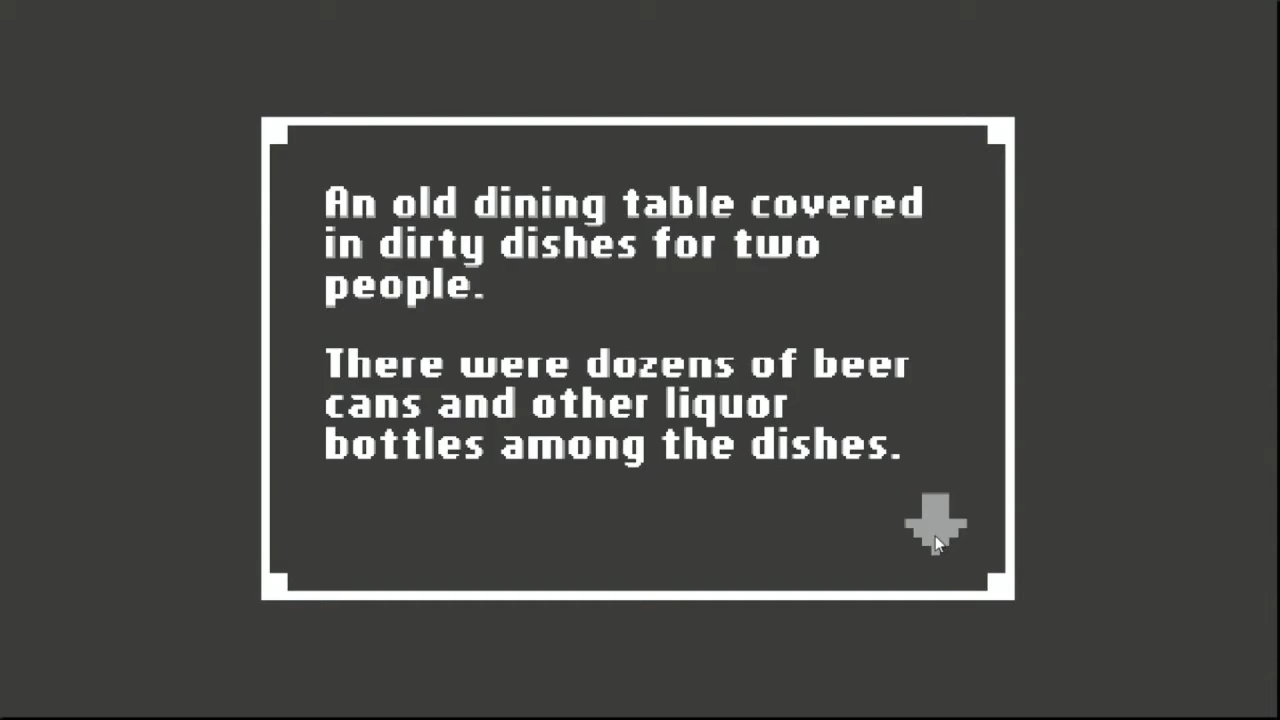 An old dining table covered
in dirty dishes for two
people.
There were dozens of beer
cans and other liquor
bottles among the dishes.